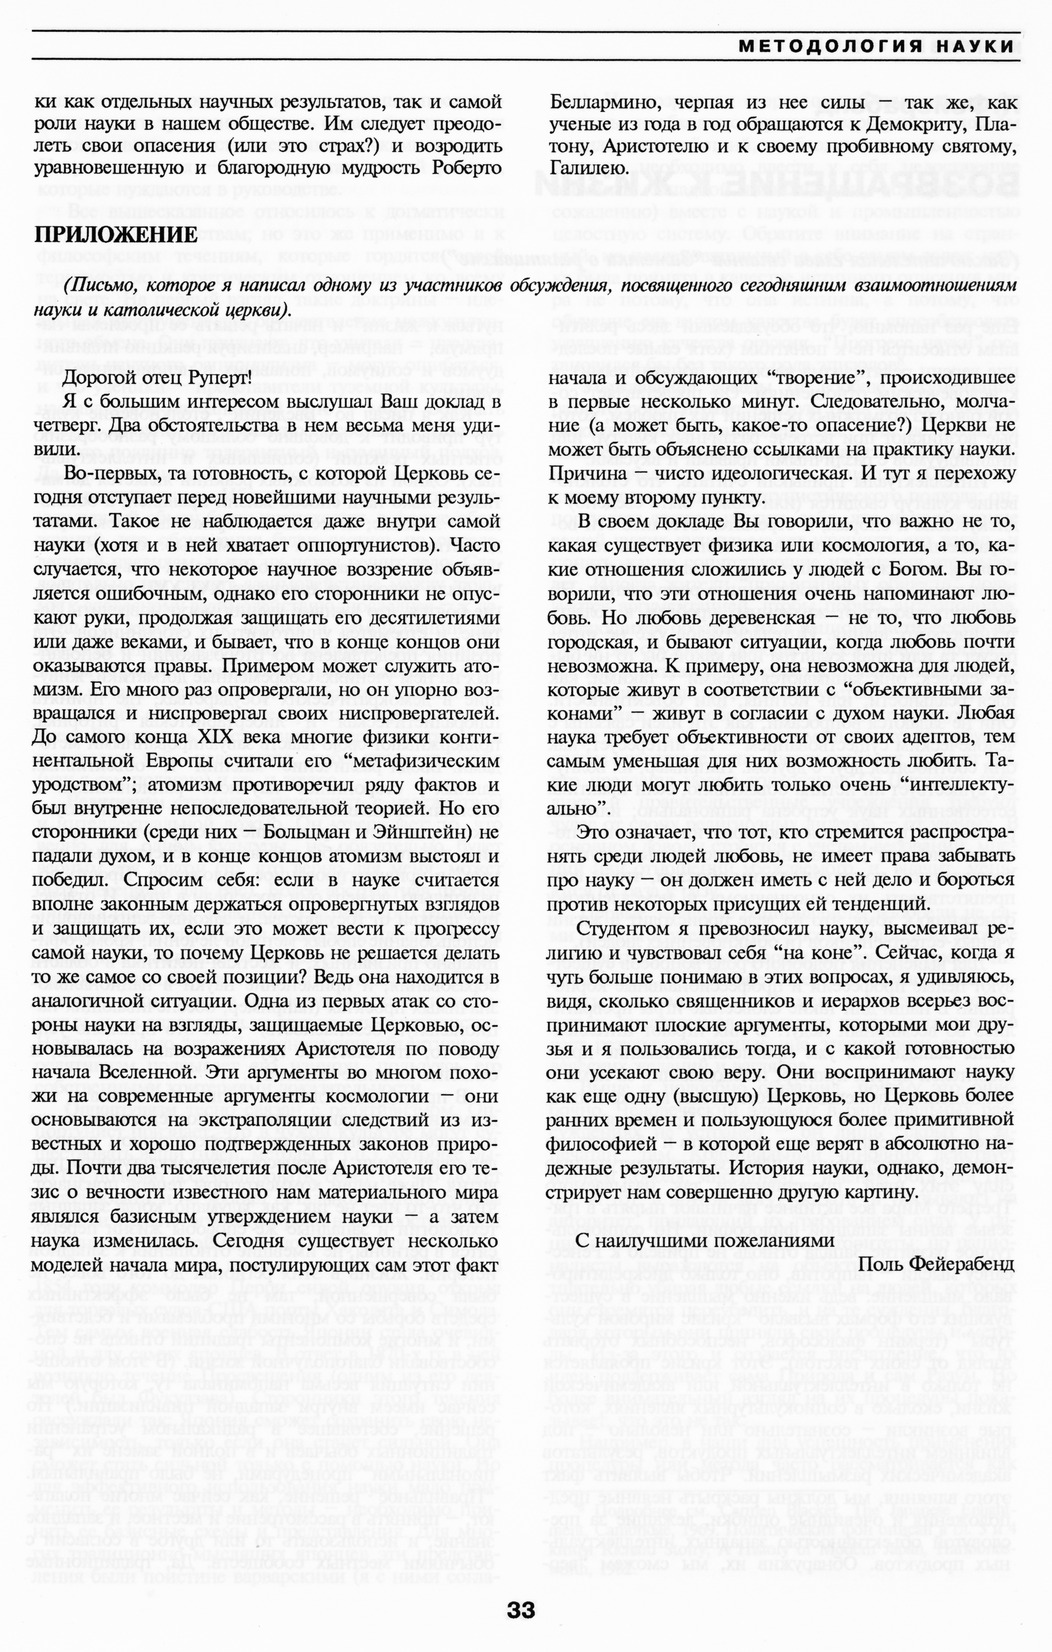 МЕТОДОЛОГИЯ НАУКИ
ки как отдельных научных результатов, так и самой
роли науки в нашем обществе. Им следует преодо-
леть свои опасения (или это страх?) и возродить
уравновешенную и благородную мудрость Роберто
Беллармино, черпая из нее силы — так же, как
ученые из года в год обращаются к Демокриту, Пла-
тону, Аристотелю и к своему пробивному святому,
Галилею.
ПРИЛОЖЕНИЕ
(Письмо, которое я написал одному из участников обсуждения, посвященного сегодняшним взаимоотношениям
науки и католической церкви).
Дорогой отец Руперт!
Я с большим интересом выслушал Ваш доклад в
четверг. Два обстоятельства в нем весьма меня уди-
вили.
Во-первых, та готовность, с которой Церковь се-
годня отступает перед новейшими научными резуль-
татами. Такое не наблюдается даже внутри самой
науки (хотя и в ней хватает оппортунистов). Часто
случается, что некоторое научное воззрение объяв-
ляется ошибочным, однако его сторонники не опус-
кают руки, продолжая защищать его десятилетиями
или даже веками, и бывает, что в конце концов они
оказываются правы. Примером может служить ато-
мизм. Его много раз опровергали, но он упорно воз-
вращался и ниспровергал своих ниспровергателей.
До самого конца XIX века многие физики конти-
нентальной Европы считали его “метафизическим
уродством”; атомизм противоречил ряду фактов и
был внутренне непоследовательной теорией. Но его
сторонники (среди них — Больцман и Эйнштейн) не
падали духом, и в конце концов атомизм выстоял и
победил. Спросим себя: если в науке считается
вполне законным держаться опровергнутых взглядов
и защищать их, если это может вести к прогрессу
самой науки, то почему Церковь не решается делать
то же самое со своей позиции? Ведь она находится в
аналогичной ситуации. Одна из первых атак со сто-
роны науки на взгляды, защищаемые Церковью, ос-
новывалась на возражениях Аристотеля по поводу
начала Вселенной. Эти аргументы во многом похо-
жи на современные аргументы космологии — они
основываются на экстраполяции следствий из из-
вестных и хорошо подтвержденных законов приро-
ды. Почти два тысячелетия после Аристотеля его те-
зис о вечности известного нам материального мира
являлся базисным утверждением науки — а затем
наука изменилась. Сегодня существует несколько
моделей начала мира, постулирующих сам этот факт
начала и обсуждающих “творение”, происходившее
в первые несколько минут. Следовательно, молча-
ние (а может быть, какое-то опасение?) Церкви не
может быть объяснено ссылками на практику науки.
Причина — чисто идеологическая. И тут я перехожу
к моему второму пункту.
В своем докладе Вы говорили, что важно не то,
какая существует физика или космология, а то, ка-
кие отношения сложились у людей с Богом. Вы го-
ворили, что эти отношения очень напоминают лю-
бовь. Но любовь деревенская — не то, что любовь
городская, и бывают ситуации, когда любовь почти
невозможна. К примеру, она невозможна для людей,
которые живут в соответствии с “объективными за-
конами” — живут в согласии с духом науки. Любая
наука требует объективности от своих адептов, тем
самым уменьшая для них возможность любить. Та-
кие люди могут любить только очень “интеллекту-
ально”.
Это означает, что тот, кто стремится распростра-
нять среди людей любовь, не имеет права забывать
про науку — он должен иметь с ней дело и бороться
против некоторых присущих ей тенденций.
Студентом я превозносил науку, высмеивал ре-
лигию и чувствовал себя “на коне”. Сейчас, когда я
чуть больше понимаю в этих вопросах, я удивляюсь,
видя, сколько священников и иерархов всерьез вос-
принимают плоские аргументы, которыми мои дру-
зья и я пользовались тогда, и с какой готовностью
они усекают свою веру. Они воспринимают науку
как еще одну (высшую) Церковь, но Церковь более
ранних времен и пользующуюся более примитивной
философией — в которой еще верят в абсолютно на-
дежные результаты. История науки, однако, демон-
стрирует нам совершенно другую картину.
С наилучшими пожеланиями
Поль Фейерабенд
33